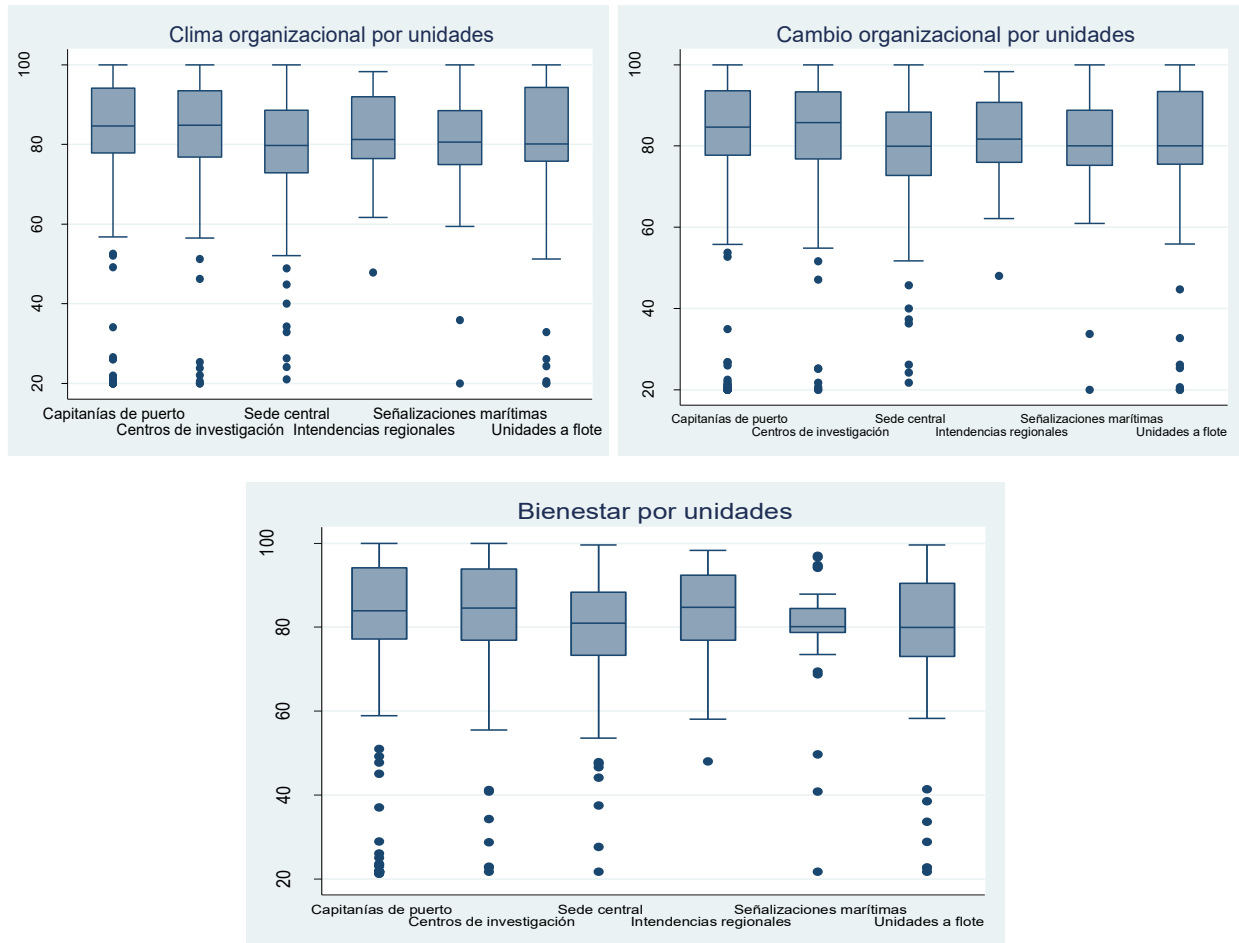 Clima organizacional por unidades
100
80
60
40
20
Capitanías de puerto Sede central Señalizaciones marítimas
Centros de investigación Intendencias regionales Unidades a flote
Cambio organizacional por unidades
100
80
60
40
20
Capitanías de puerto Sede central Señalizaciones marítimas
Centros de investigación Intendencias regionales Unidades a flote
Bienestar por unidades
100
80
60
40
20
Capitanías de puerto Sede central Señalizaciones marítimas
Centros de investigación Intendencias regionales Unidades a flote